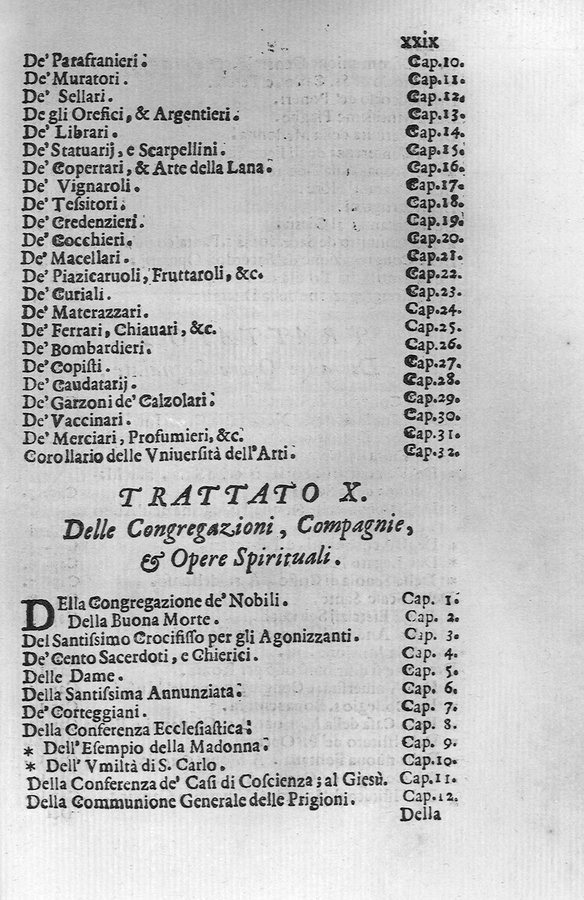 xxix
De' Parafranieri: Cap.10.
De' Muratori. Cap.11.
De' Sellari. Cap.12.
De gli Orefici, & Argentieri. Cap.13.
De' Librari. Cap.14.
De' Statuarij, e Scarpellini. Cap.15.
De' Copertari, & Arte della Lana. Cap.16.
De' Vignaroli. Cap.17.
De' Teſsitori. Cap.18.
De' Credenzieri. Cap.19.
De' Cocchieri. Cap.20.
De' Macellari. Cap.21.
De' Piazicaruoli, Fruttaroli, &c. Cap.22.
De' Curiali. Cap.23.
De' Materazzari. Cap.24.
De' Ferrari, Chiauari, &c. Cap.25.
De' Bombardieri. Cap.26.
De' Copiſti. Cap.27.
De' Caudatarij. Cap.28.
De' Garzoni de' Calzolari: Cap.29.
De' Vaccinari. Cap.30.
De' Merciari, Profumieri, &c. Cap.31.
Corollario delle Vniuerſità dell'Arti. Cap.32.
TRATTATO X.
Delle Congregazioni, Compagnie,
& Opere Spirituali.
DElla Congregazione de' Nobili. Cap. 1.
Della Buona Morte. Cap. 2.
Del Santiſsimo Crocifiſſo per gli Agonizzanti. Cap. 3.
De' Cento Sacerdoti, e Chierici. Cap. 4.
Delle Dame. Cap. 5.
Della Santiſsima Annunziata: Cap. 6.
De' Corteggiani. Cap. 7.
Della Conferenza Eccleſiaſtica: Cap. 8.
* Dell'Eſempio della Madonna: Cap. 9.
* Dell' Vmiltà di S. Carlo. Cap.10.
Della Conferenza de' Caſi di Coſcienza; al Gieſù. Cap.11.
Della Communione Generale delle Prigioni. Cap.12.
Della